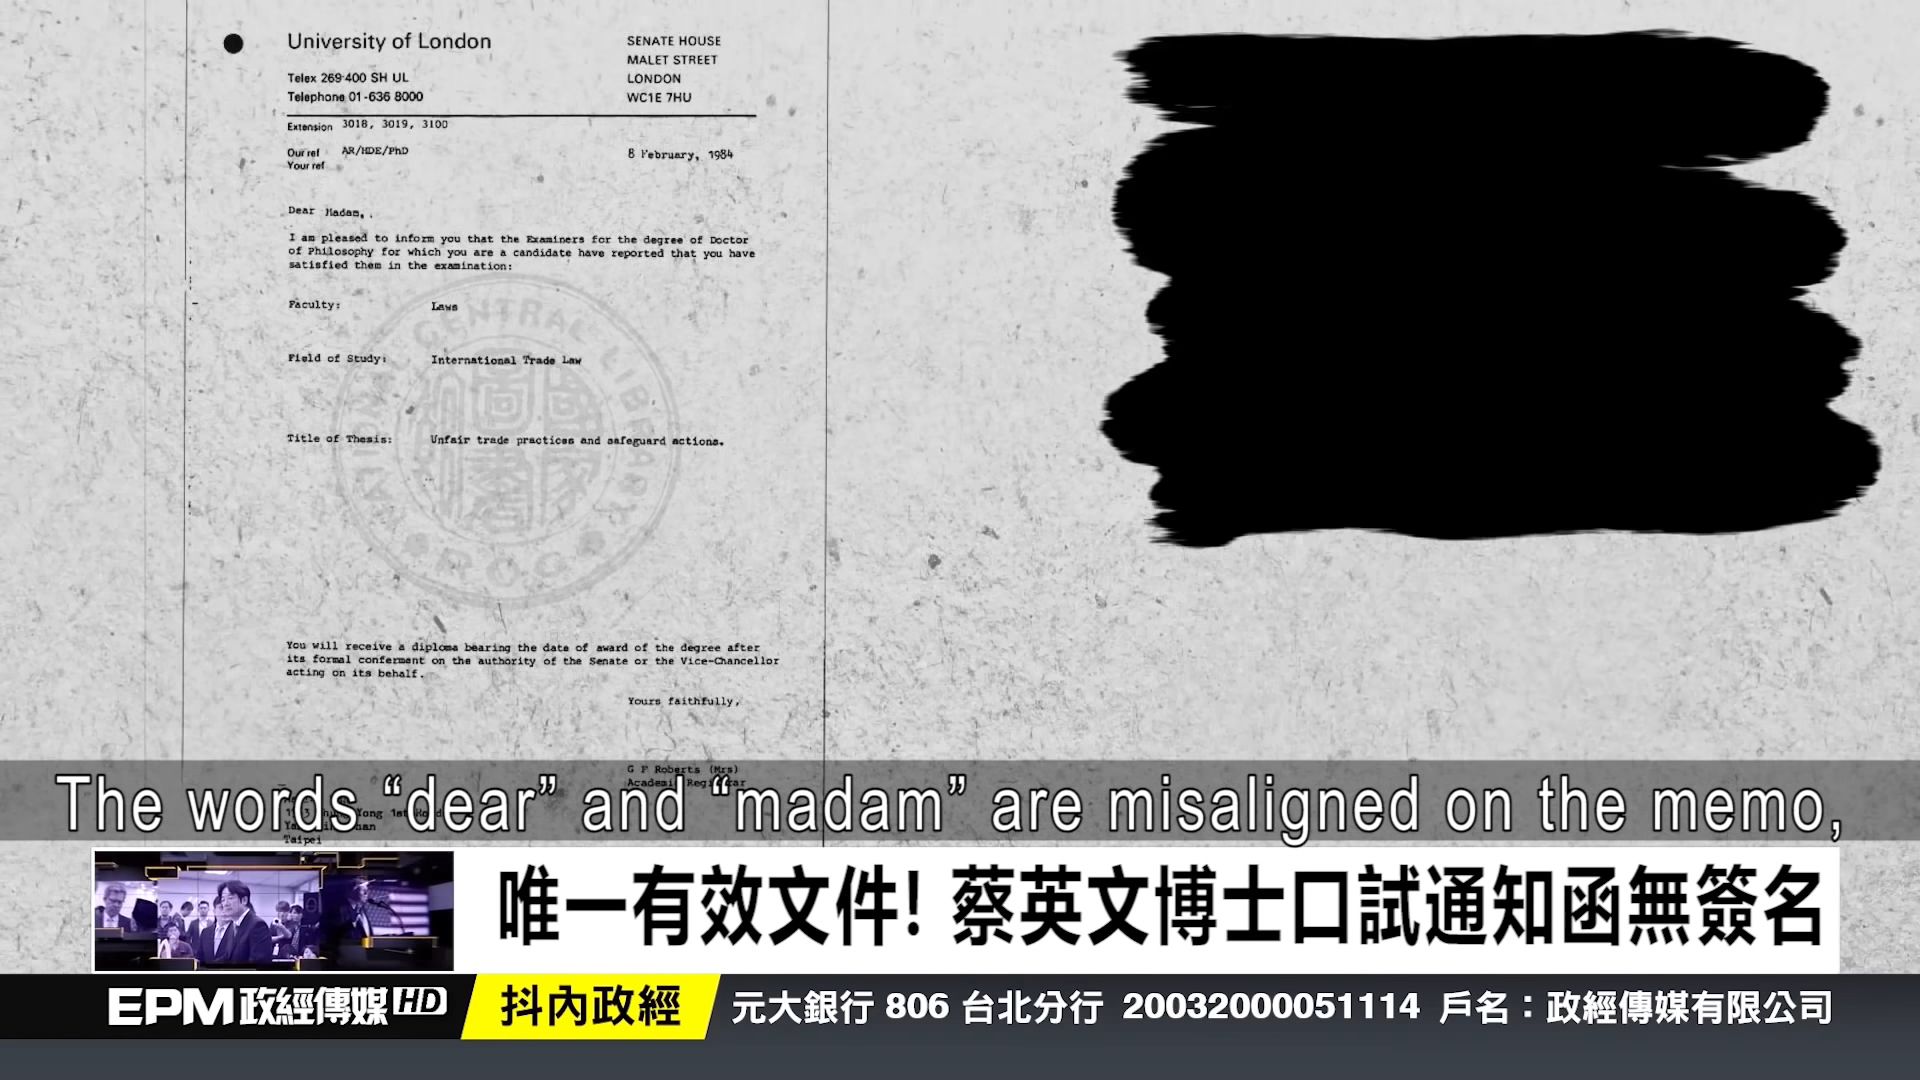 University of London
SENATE HOUSE
MALET STREET
LONDON
WC1E 7HU
Telex 269400 SH UL
Telephone 01-636 8000
Extension 3018, 3019, 3100
Our ref AR/HDE/PhD
Your ref
8 February, 1984
Dear Madam,
I am pleased to inform you that the Examiners for the degree of Doctor
of Philosophy for which you are a candidate have reported that you have
satisfied them in the examination:
Faculty: Laws
Field of Study: International Trade Law
Title of Thesis: Unfair trade practices and safeguard actions.
CENTRAL LIBRARY
You will receive a diploma bearing the date of award of the degree after
its formal conferment on the authority of the Senate or the Vice-Chancellor
acting on its behalf.
Yours faithfully,
G F Roberts (Mrs)
Academic Registrar
Taipei
The words “dear” and “madam” are misaligned on the memo,
唯一有效文件! 蔡英文博士口試通知函無簽名
EPM政經傳媒HD
抖內政經
元大銀行 806 台北分行 20032000051114 戶名：政經傳媒有限公司